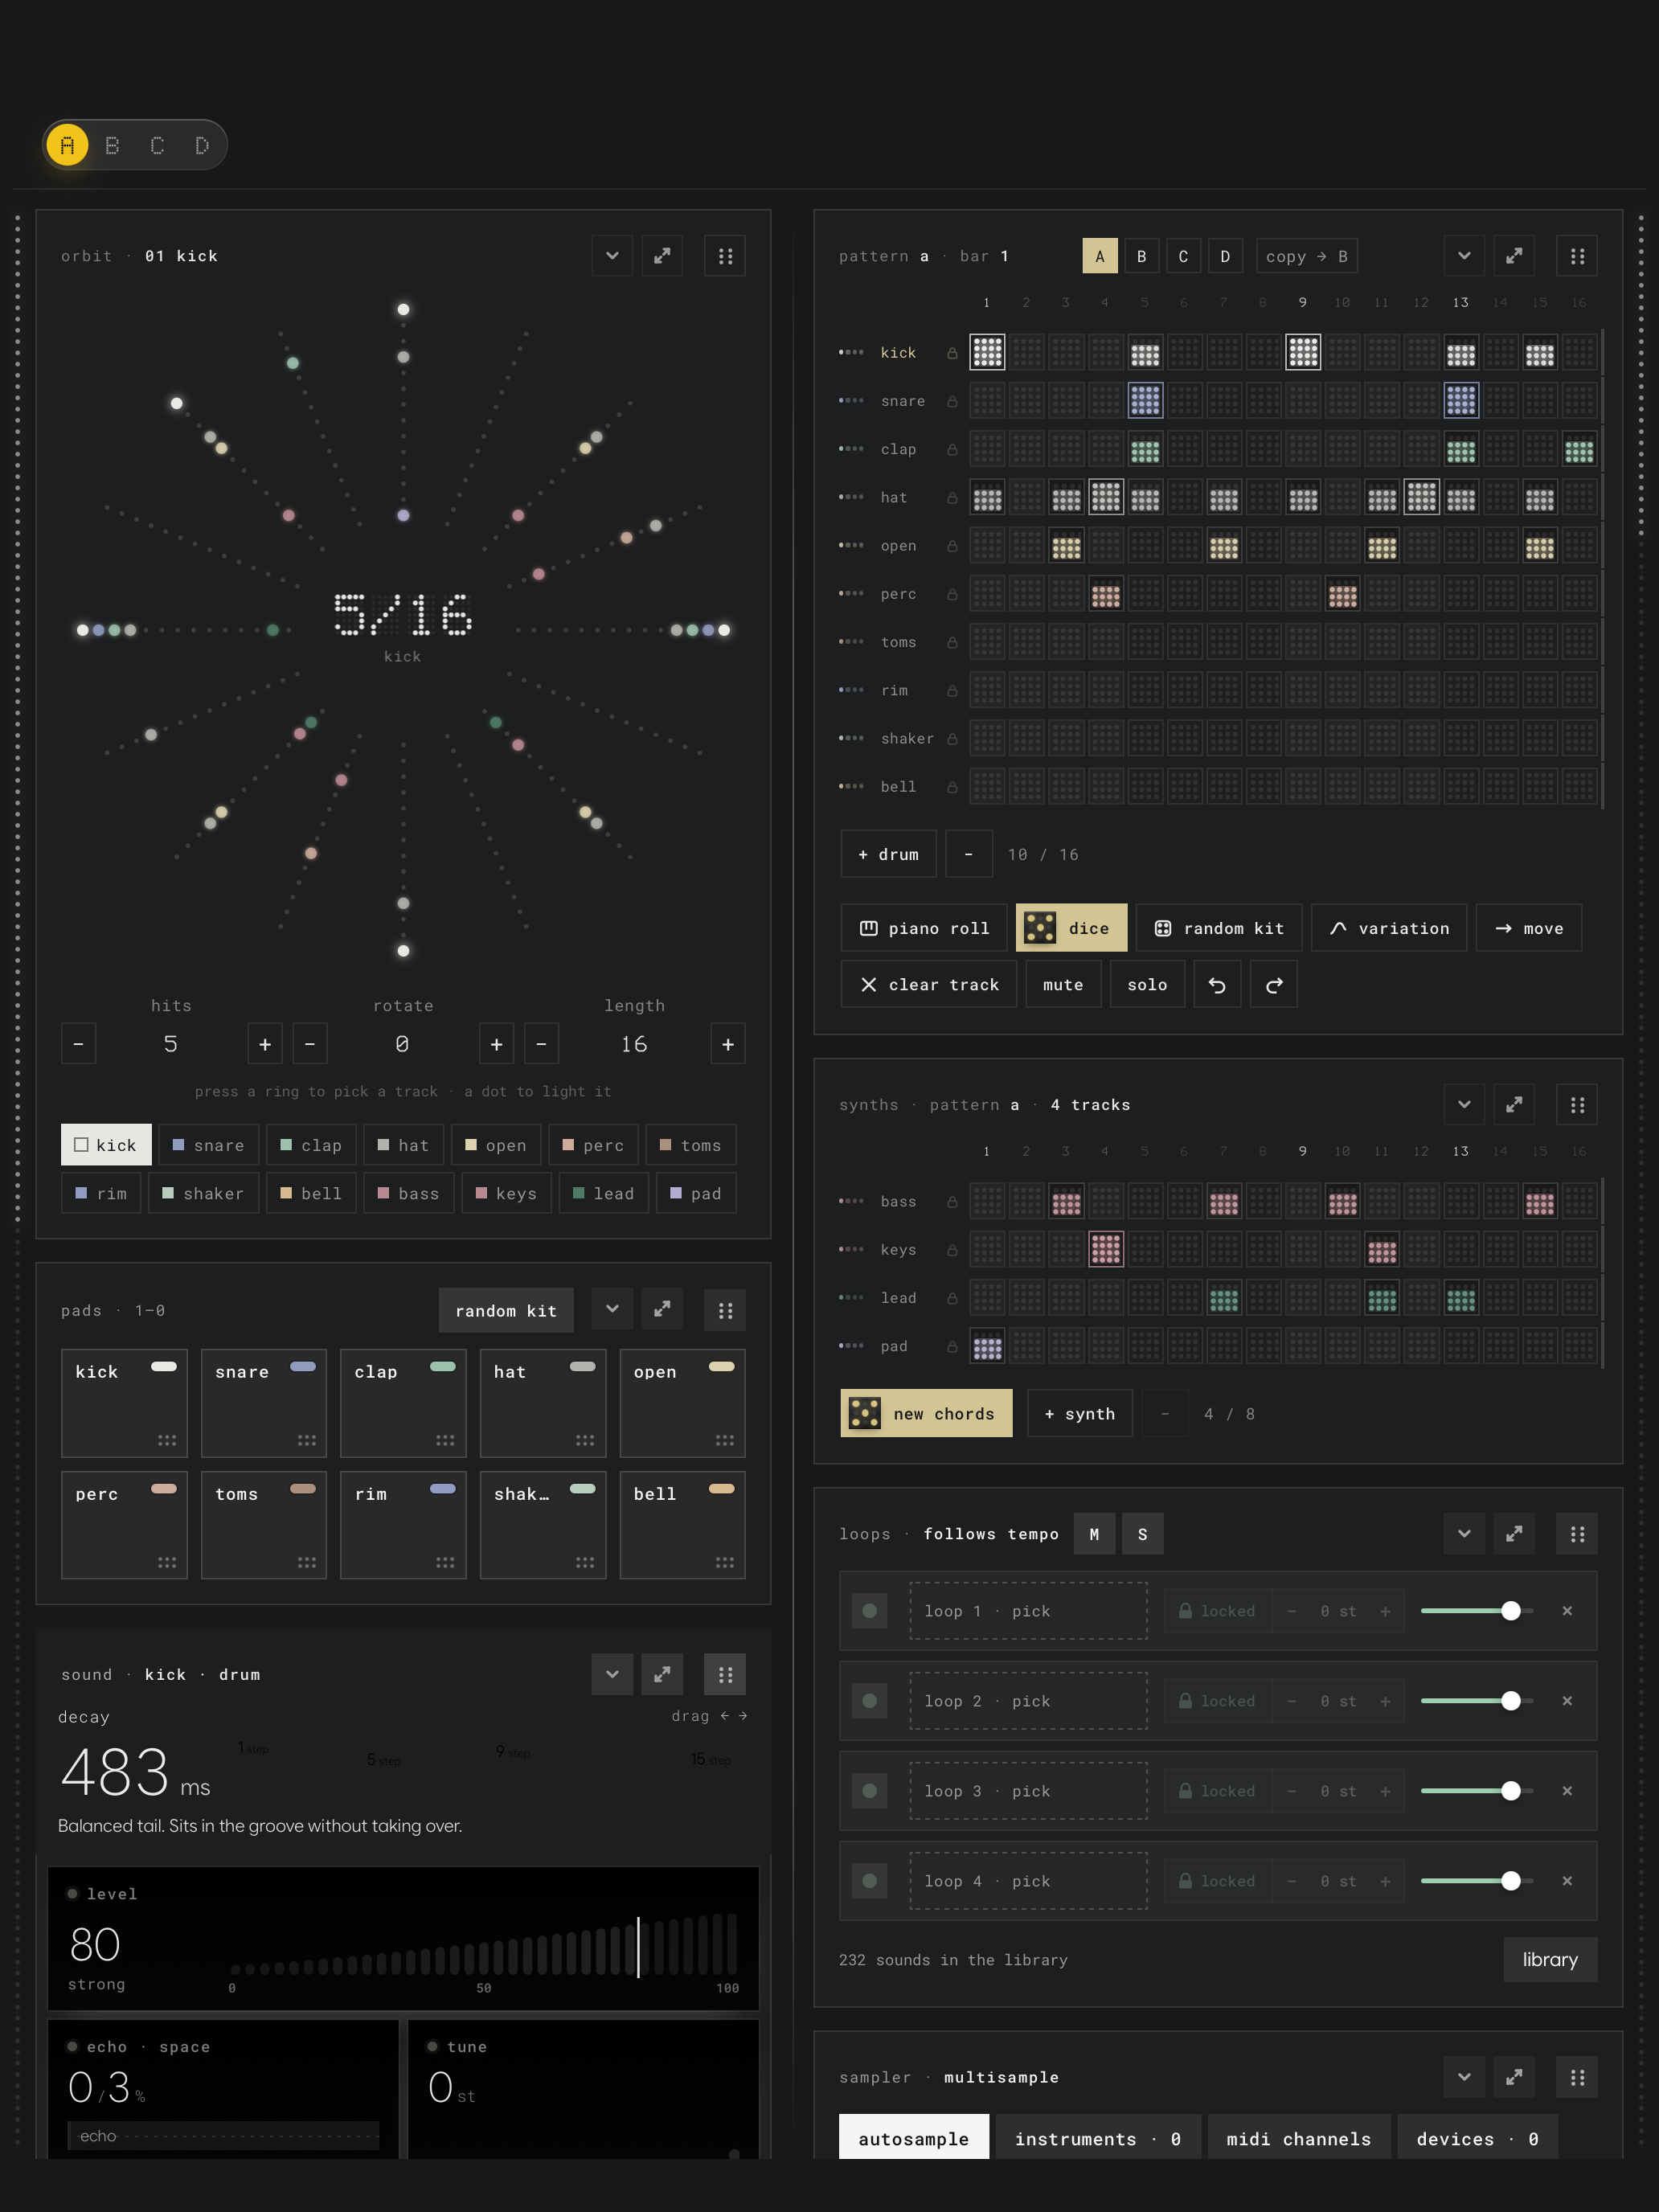 A B C D
orbit · 01 kick
5/16
kick
hits rotate length
- 5 + - 0 + - 16 +
press a ring to pick a track · a dot to light it
kick snare clap hat open perc toms
rim shaker bell bass keys lead pad
pads · 1–0 random kit
kick snare clap hat open
perc toms rim shak… bell
sound · kick · drum
decay drag ← →
483 ms
1 step 5 step 9 step 15 step
Balanced tail. Sits in the groove without taking over.
level
80
strong
0 50 100
echo · space
0/3 %
echo
tune
0 st
pattern a · bar 1 A B C D copy → B
1 2 3 4 5 6 7 8 9 10 11 12 13 14 15 16
kick
snare
clap
hat
open
perc
toms
rim
shaker
bell
+ drum - 10 / 16
piano roll dice random kit variation → move
clear track mute solo
synths · pattern a · 4 tracks
1 2 3 4 5 6 7 8 9 10 11 12 13 14 15 16
bass
keys
lead
pad
new chords + synth - 4 / 8
loops · follows tempo M S
loop 1 · pick locked - 0 st + ×
loop 2 · pick locked - 0 st + ×
loop 3 · pick locked - 0 st + ×
loop 4 · pick locked - 0 st + ×
232 sounds in the library library
sampler · multisample
autosample instruments · 0 midi channels devices · 0